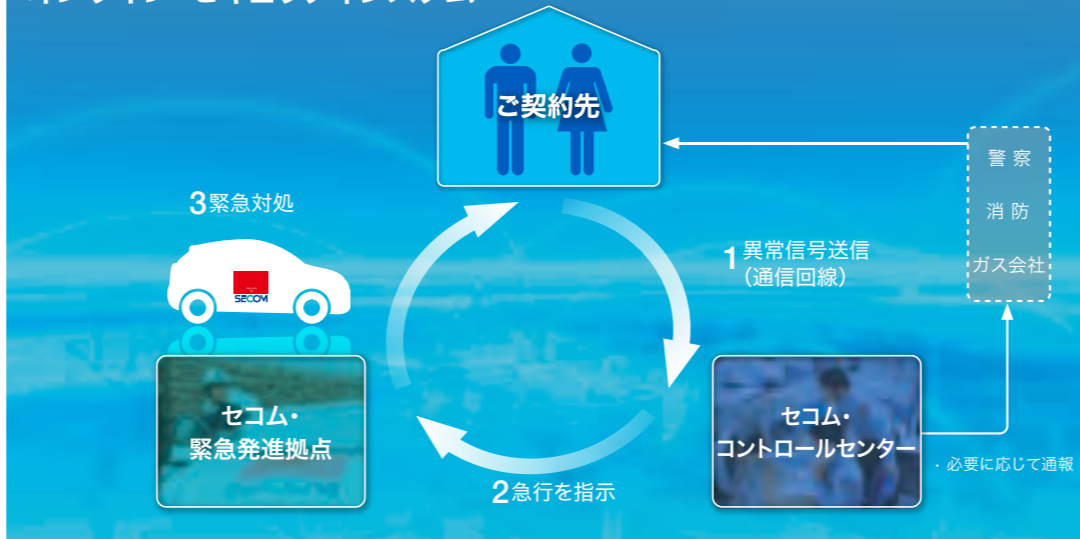 ご契約先
警察
消防
ガス会社
3 緊急対処
1 異常信号送信
（通信回線）
SECOM
セコム・
緊急発進拠点
セコム・
コントロールセンター
・必要に応じて通報
2 急行を指示